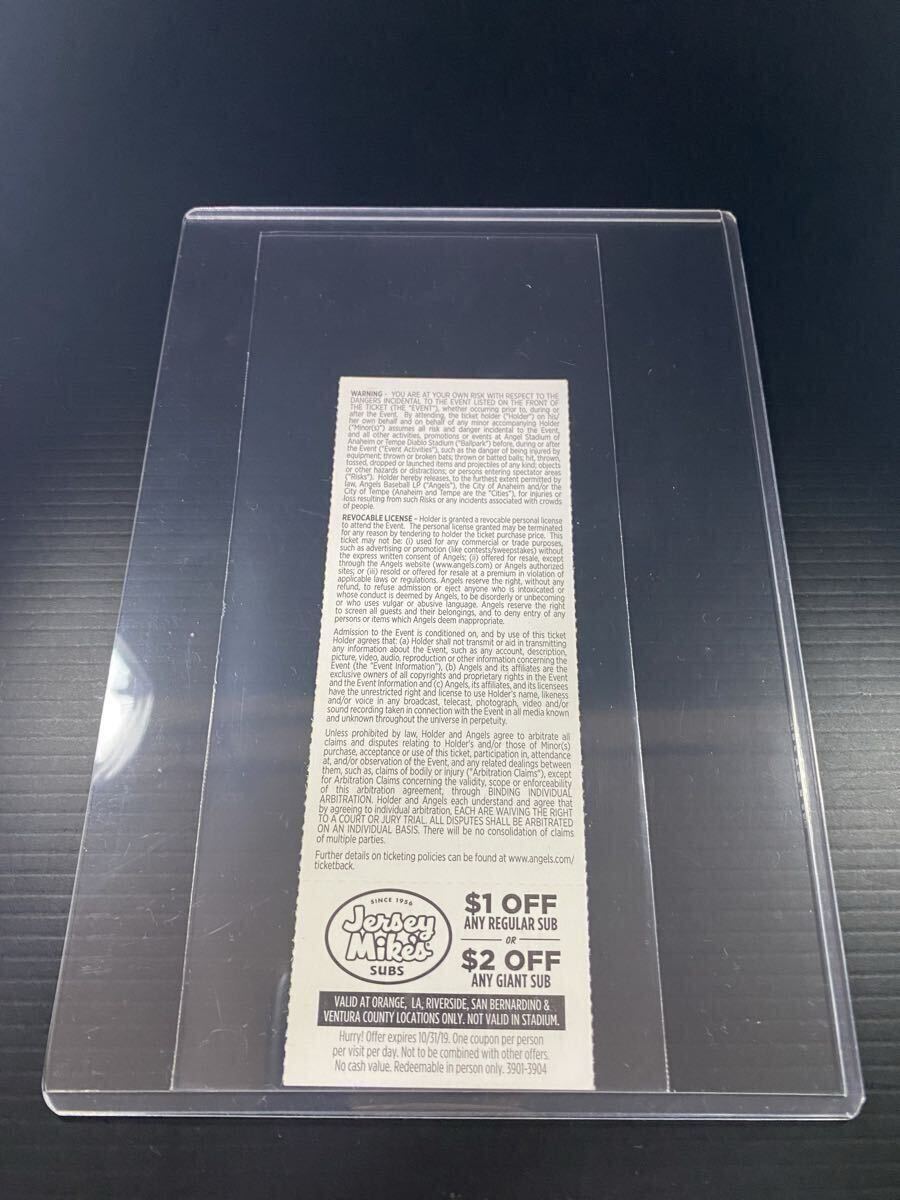 WARNING - YOU ARE AT YOUR OWN RISK WITH RESPECT TO THE
DANGERS INCIDENTAL TO THE EVENT LISTED ON THE FRONT OF
THE TICKET (THE "EVENT"), whether occurring prior to, during or
after the Event. By attending, the ticket holder ("Holder") on his/
her own behalf and on behalf of any minor accompanying Holder
("Minor(s)") assumes all risk and danger incidental to the Event,
and all other activities, promotions or events at Angel Stadium of
Anaheim or Tempe Diablo Stadium ("Ballpark") before, during or after
the Event ("Event Activities"), such as the danger of being injured by
equipment; thrown or broken bats; thrown or batted balls; hit, thrown,
tossed, dropped or launched items and projectiles of any kind; objects
or other hazards or distractions; or persons entering spectator areas
("Risks"). Holder hereby releases, to the furthest extent permitted by
law, Angels Baseball LP ("Angels"), the City of Anaheim and/or the
City of Tempe (Anaheim and Tempe are the "Cities"), for injuries or
loss resulting from such Risks or any incidents associated with crowds
of people.
REVOCABLE LICENSE - Holder is granted a revocable personal license
to attend the Event. The personal license granted may be terminated
for any reason by tendering to holder the ticket purchase price. This
ticket may not be: (i) used for any commercial or trade purposes,
such as advertising or promotion (like contests/sweepstakes) without
the express written consent of Angels; (ii) offered for resale, except
through the Angels website (www.angels.com) or Angels authorized
sites; or (iii) resold or offered for resale at a premium in violation of
applicable laws or regulations. Angels reserve the right, without any
refund, to refuse admission or eject anyone who is intoxicated or
whose conduct is deemed by Angels, to be disorderly or unbecoming
or who uses vulgar or abusive language. Angels reserve the right
to screen all guests and their belongings, and to deny entry of any
persons or items which Angels deem inappropriate.
Admission to the Event is conditioned on, and by use of this ticket
Holder agrees that: (a) Holder shall not transmit or aid in transmitting
any information about the Event, such as any account, description,
picture, video, audio, reproduction or other information concerning the
Event (the "Event Information"), (b) Angels and its affiliates are the
exclusive owners of all copyrights and proprietary rights in the Event
and the Event Information and (c) Angels, its affiliates, and its licensees
have the unrestricted right and license to use Holder's name, likeness
and/or voice in any broadcast, telecast, photograph, video and/or
sound recording taken in connection with the Event in all media known
and unknown throughout the universe in perpetuity.
Unless prohibited by law, Holder and Angels agree to arbitrate all
claims and disputes relating to Holder's and/or those of Minor(s)
purchase, acceptance or use of this ticket, participation in, attendance
at, and/or observation of the Event, and any related dealings between
them, such as, claims of bodily or injury ("Arbitration Claims"), except
for Arbitration Claims concerning the validity, scope or enforceability
of this arbitration agreement, through BINDING INDIVIDUAL
ARBITRATION. Holder and Angels each understand and agree that
by agreeing to individual arbitration, EACH ARE WAIVING THE RIGHT
TO A COURT OR JURY TRIAL. ALL DISPUTES SHALL BE ARBITRATED
ON AN INDIVIDUAL BASIS. There will be no consolidation of claims
of multiple parties.
Further details on ticketing policies can be found at www.angels.com/
ticketback.
SINCE 1956
Jersey
Mike's
SUBS
$1 OFF
ANY REGULAR SUB
OR
$2 OFF
ANY GIANT SUB
VALID AT ORANGE, LA, RIVERSIDE, SAN BERNARDINO &
VENTURA COUNTY LOCATIONS ONLY. NOT VALID IN STADIUM.
Hurry! Offer expires 10/31/19. One coupon per person
per visit per day. Not to be combined with other offers.
No cash value. Redeemable in person only. 3901-3904